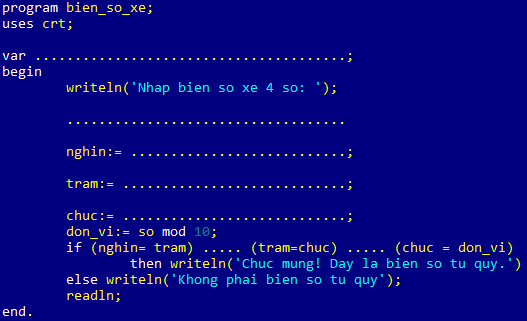 program bien_so_xe;
uses crt;
var .......................................;
begin
writeln('Nhap bien so xe 4 so: ');
...................................
nghin:= ...........................;
tram:= ............................;
chuc:= ............................;
don_vi:= so mod 10;
if (nghin= tram) ..... (tram=chuc) ..... (chuc = don_vi)
then writeln('Chuc mung! Day la bien so tu quy.')
else writeln('Khong phai bien so tu quy');
readln;
end.